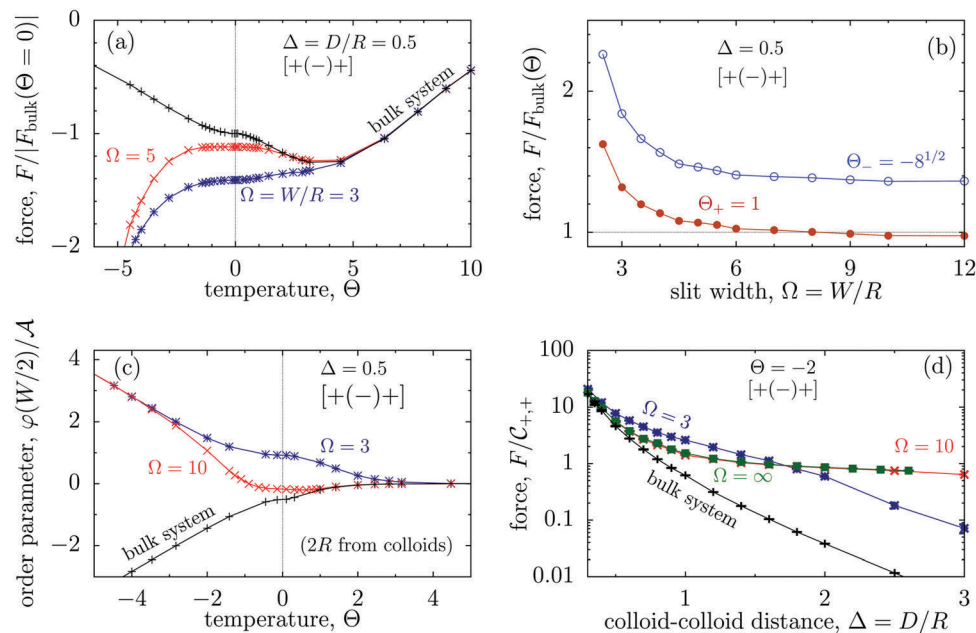 (a)
Δ = D/R = 0.5
[+(−)+]
bulk system
Ω = 5
Ω = W/R = 3
force, F/|F_bulk(Θ = 0)|
0
−1
−2
−5
0
5
10
temperature, Θ
(b)
Δ = 0.5
[+(−)+]
Θ₋ = −8^{1/2}
Θ₊ = 1
force, F/F_bulk(Θ)
2
1
3
6
9
12
slit width, Ω = W/R
(c)
Δ = 0.5
[+(−)+]
Ω = 3
Ω = 10
bulk system
(2R from colloids)
order parameter, φ(W/2)/𝒜
4
2
0
−2
−4
−2
0
2
4
temperature, Θ
(d)
Θ = −2
[+(−)+]
Ω = 3
Ω = 10
Ω = ∞
bulk system
force, F/𝒞₊,₊
100
10
1
0.1
0.01
1
2
3
colloid-colloid distance, Δ = D/R